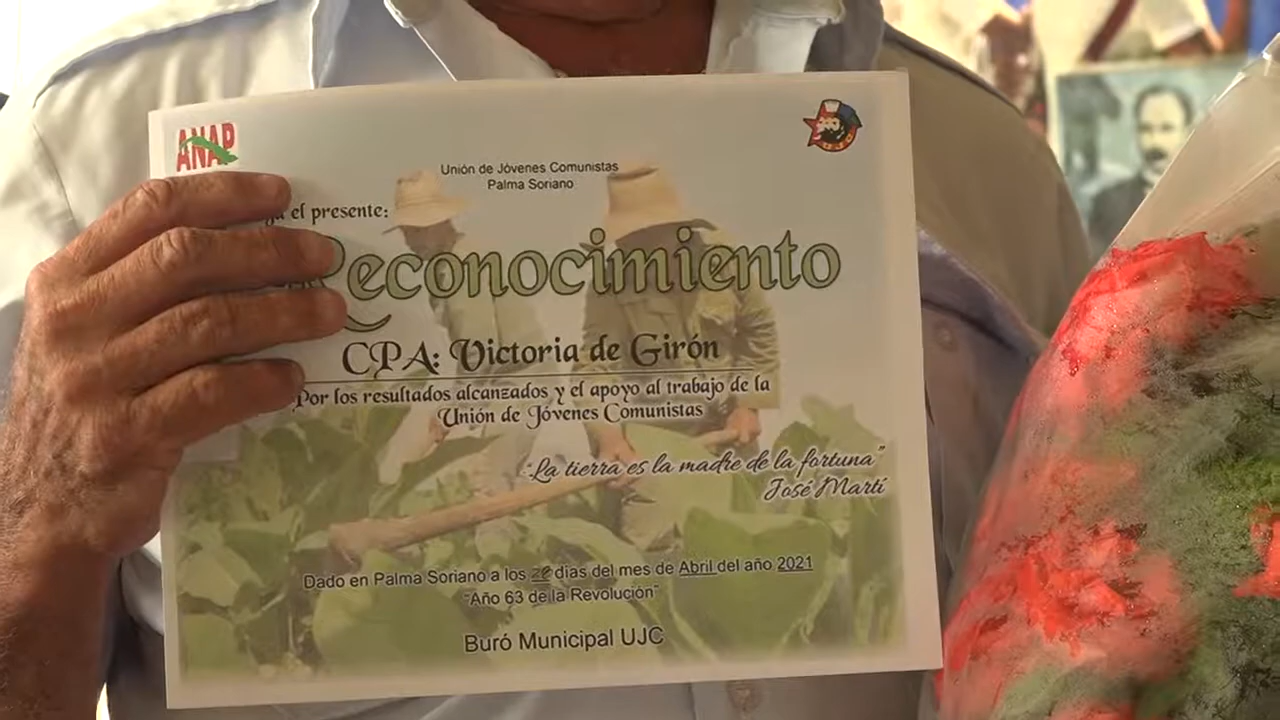 ANAP
UJC
Unión de Jóvenes Comunistas
Palma Soriano
el presente:
Reconocimiento
CPA: Victoria de Girón
Por los resultados alcanzados y el apoyo al trabajo de la
Unión de Jóvenes Comunistas
"La tierra es la madre de la fortuna"
José Martí
Dado en Palma Soriano a los días del mes de Abril del año 2021
"Año 63 de la Revolución"
Buró Municipal UJC